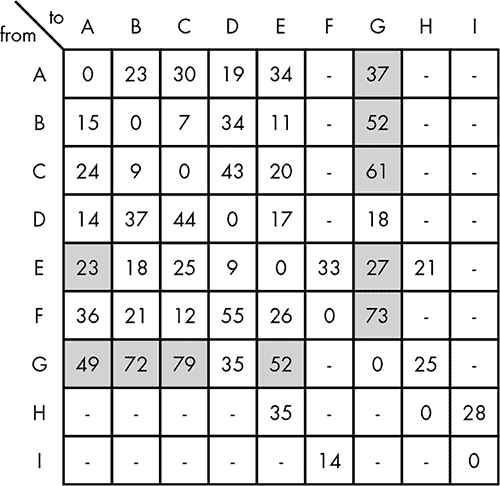 to A B C D E F G H I
from
A 0 23 30 19 34 - 37 - -
B 15 0 7 34 11 - 52 - -
C 24 9 0 43 20 - 61 - -
D 14 37 44 0 17 - 18 - -
E 23 18 25 9 0 33 27 21 -
F 36 21 12 55 26 0 73 - -
G 49 72 79 35 52 - 0 25 -
H - - - - 35 - - 0 28
I - - - - - 14 - - 0